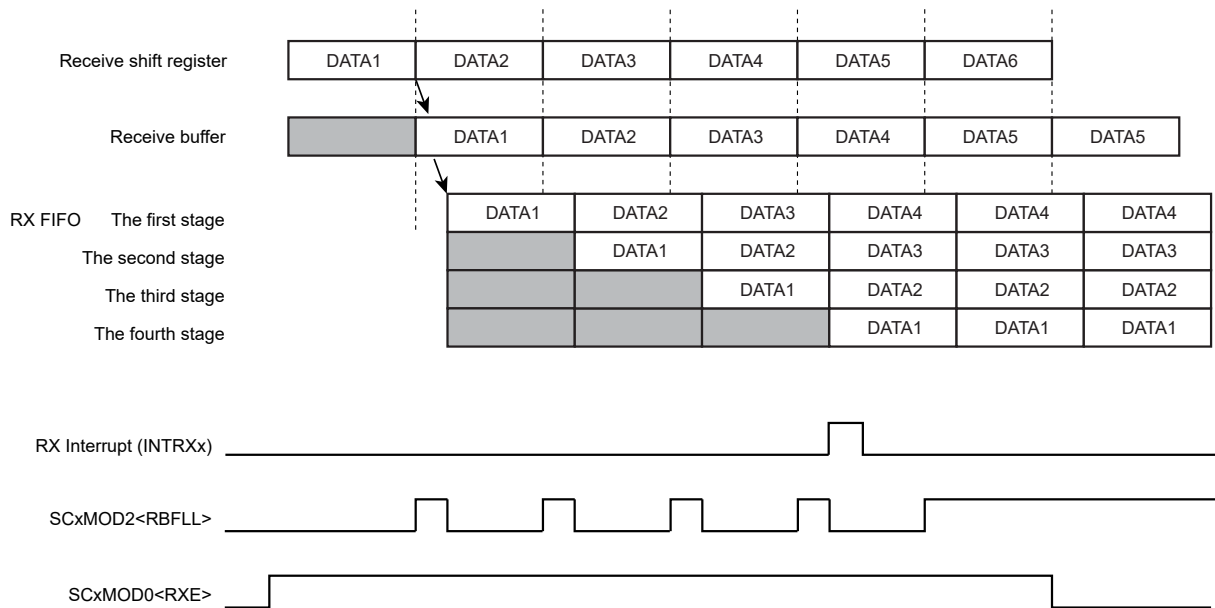 Receive shift register DATA1 DATA2 DATA3 DATA4 DATA5 DATA6
Receive buffer DATA1 DATA2 DATA3 DATA4 DATA5 DATA5
RX FIFO The first stage DATA1 DATA2 DATA3 DATA4 DATA4 DATA4
The second stage DATA1 DATA2 DATA3 DATA3 DATA3
The third stage DATA1 DATA2 DATA2 DATA2
The fourth stage DATA1 DATA1 DATA1
RX Interrupt (INTRXx)
SCxMOD2<RBFLL>
SCxMOD0<RXE>